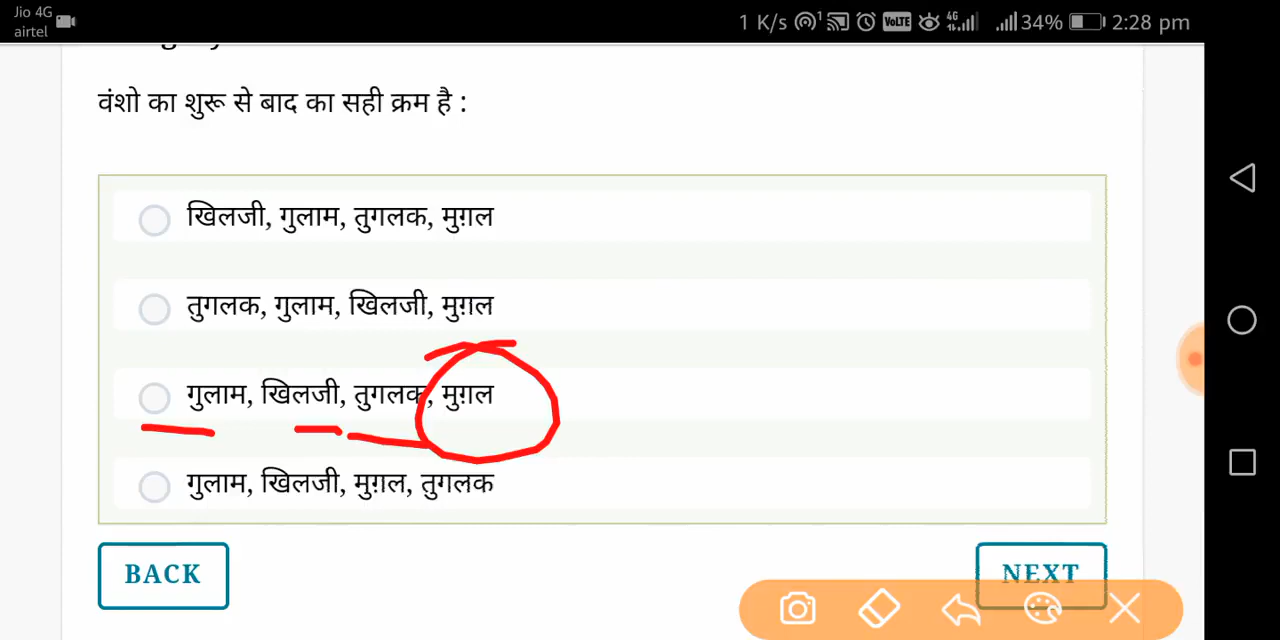 Jio 4G
airtel
1 K/s 1 VoLTE 4G 34% 2:28 pm
वंशो का शुरू से बाद का सही क्रम है :
खिलजी, गुलाम, तुगलक, मुग़ल
तुगलक, गुलाम, खिलजी, मुग़ल
गुलाम, खिलजी, तुगलक, मुग़ल
गुलाम, खिलजी, मुग़ल, तुगलक
BACK
NEXT